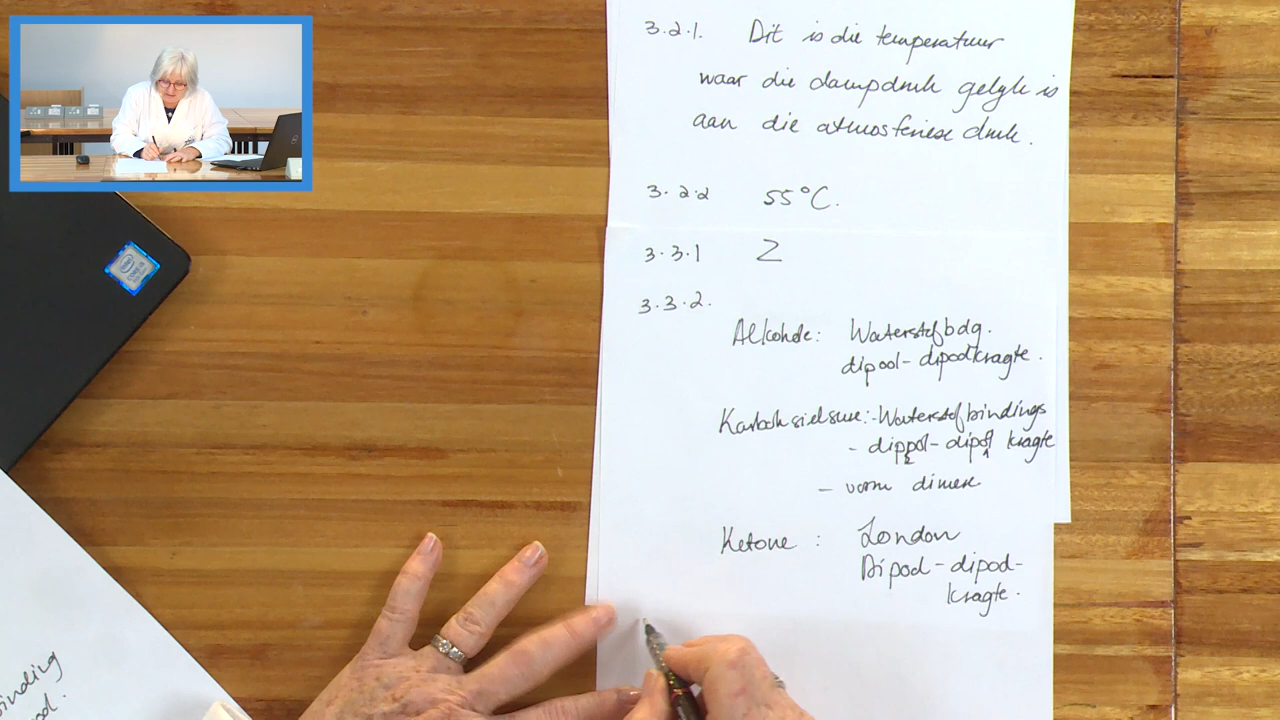 3.2.1. Dit is die temperatuur
waar die dampdruk gelyk is
aan die atmosferiese druk.
3.2.2 55°C.
3.3.1 Z
3.3.2.
Alkohole: Waterstofbdg.
dipool-dipoolkragte.
Karboksielsure: - Waterstofbindings
- dipool-dipool kragte
- vorm dimere
Ketone : London
Dipool-dipool-
kragte.
inding